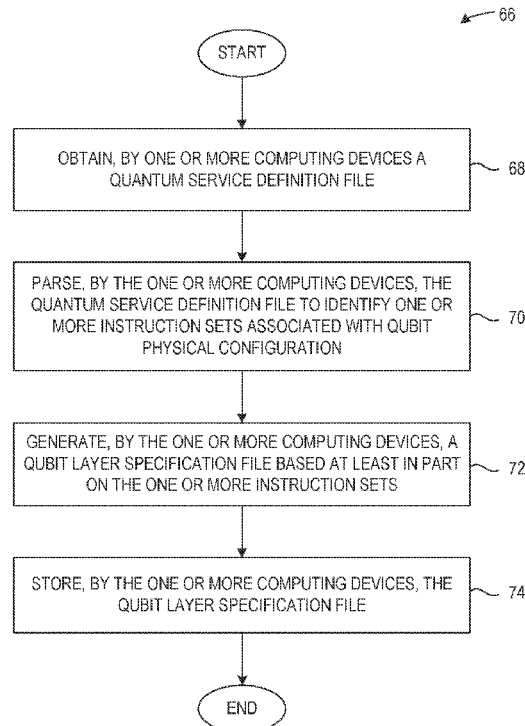 66
START
OBTAIN, BY ONE OR MORE COMPUTING DEVICES A
QUANTUM SERVICE DEFINITION FILE
68
PARSE, BY THE ONE OR MORE COMPUTING DEVICES, THE
QUANTUM SERVICE DEFINITION FILE TO IDENTIFY ONE OR
MORE INSTRUCTION SETS ASSOCIATED WITH QUBIT
PHYSICAL CONFIGURATION
70
GENERATE, BY THE ONE OR MORE COMPUTING DEVICES, A
QUBIT LAYER SPECIFICATION FILE BASED AT LEAST IN PART
ON THE ONE OR MORE INSTRUCTION SETS
72
STORE, BY THE ONE OR MORE COMPUTING DEVICES, THE
QUBIT LAYER SPECIFICATION FILE
74
END